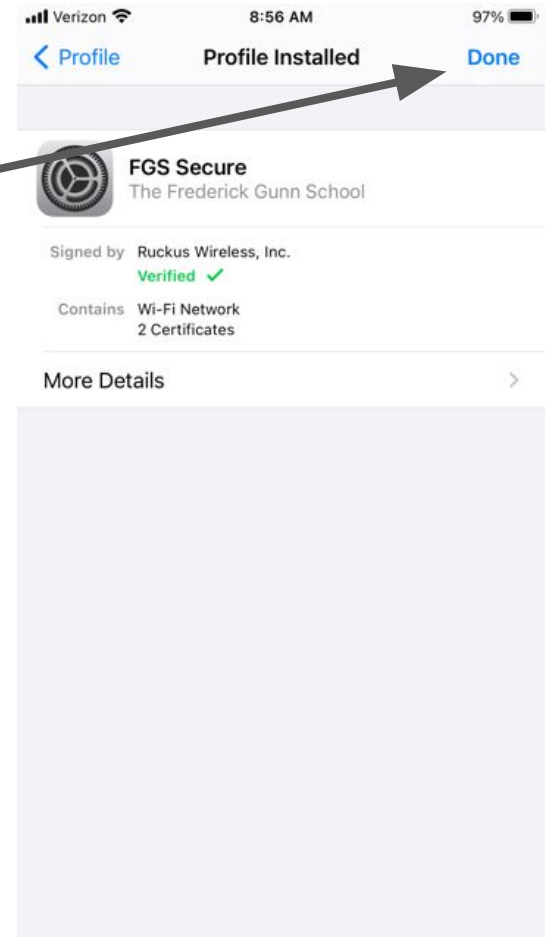 Verizon 8:56 AM 97%
Profile Profile Installed Done
FGS Secure
The Frederick Gunn School
Signed by Ruckus Wireless, Inc.
Verified ✓
Contains Wi-Fi Network
2 Certificates
More Details